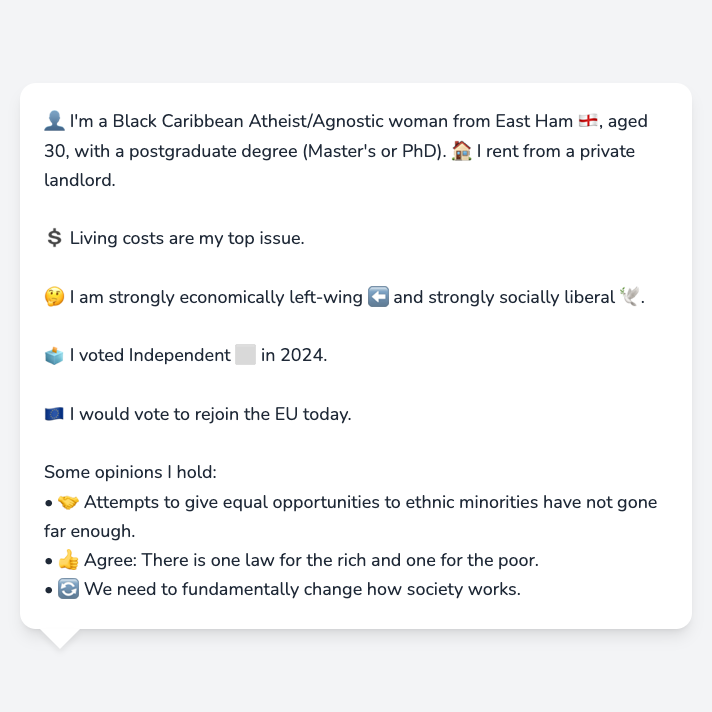 👤 I'm a Black Caribbean Atheist/Agnostic woman from East Ham 🏴󠁧󠁢󠁥󠁮󠁧󠁿, aged
30, with a postgraduate degree (Master's or PhD). 🏠 I rent from a private
landlord.
💲 Living costs are my top issue.
🤔 I am strongly economically left-wing ⬅️ and strongly socially liberal 🕊️.
🗳️ I voted Independent ⬜ in 2024.
🇪🇺 I would vote to rejoin the EU today.
Some opinions I hold:
• 🤝 Attempts to give equal opportunities to ethnic minorities have not gone
far enough.
• 👍 Agree: There is one law for the rich and one for the poor.
• 🔄 We need to fundamentally change how society works.